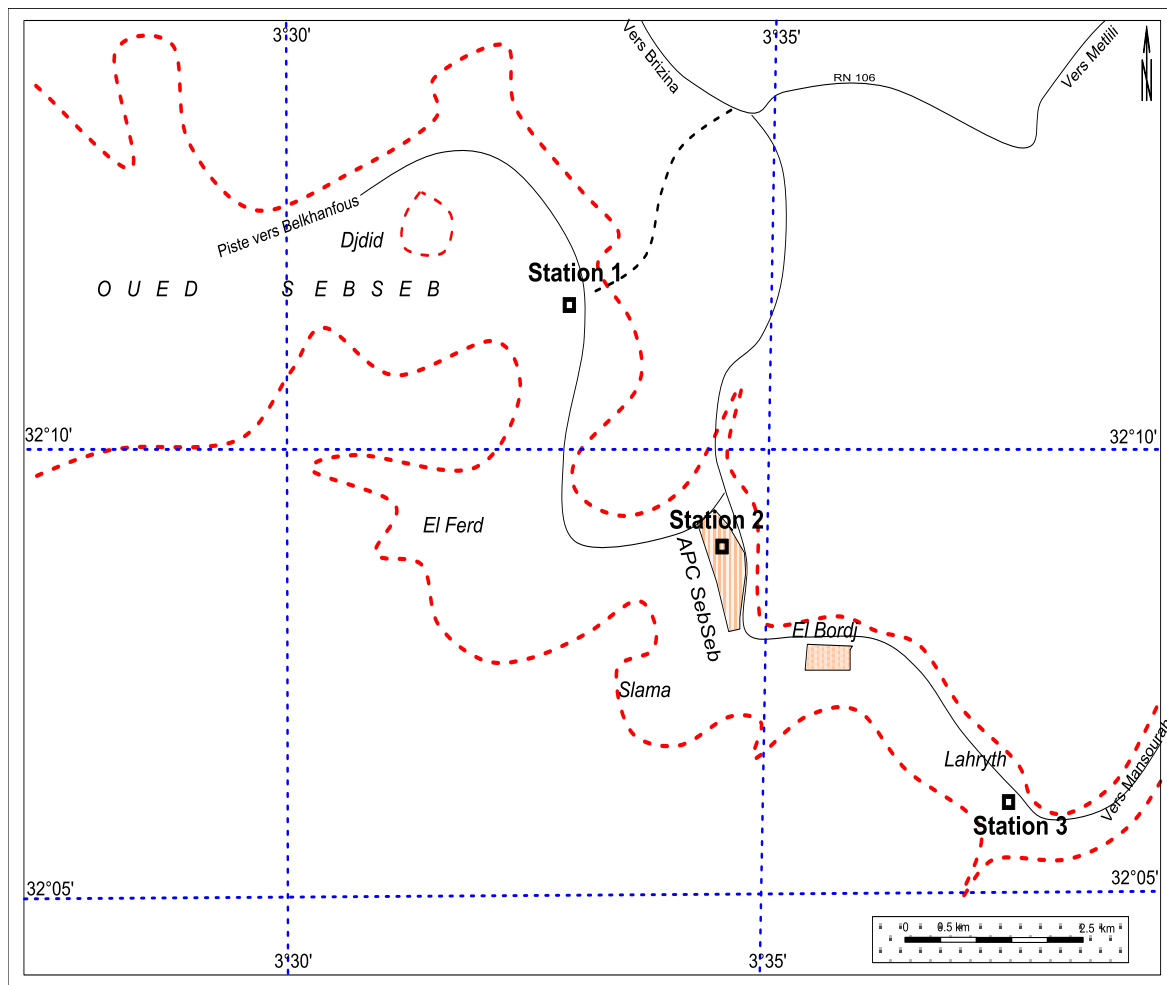 3°30'
3°35'
Vers Brizina
RN 106
Vers Metlili
N
Piste vers Belkhanfous
Djdid
Station 1
OUED SEBSEB
32°10'
32°10'
El Ferd
Station 2
APC SebSeb
El Bordj
Slama
Lahryth
Vers Mansourah
Station 3
32°05'
32°05'
0 0.5 km 2.5 km
3°30'
3°35'